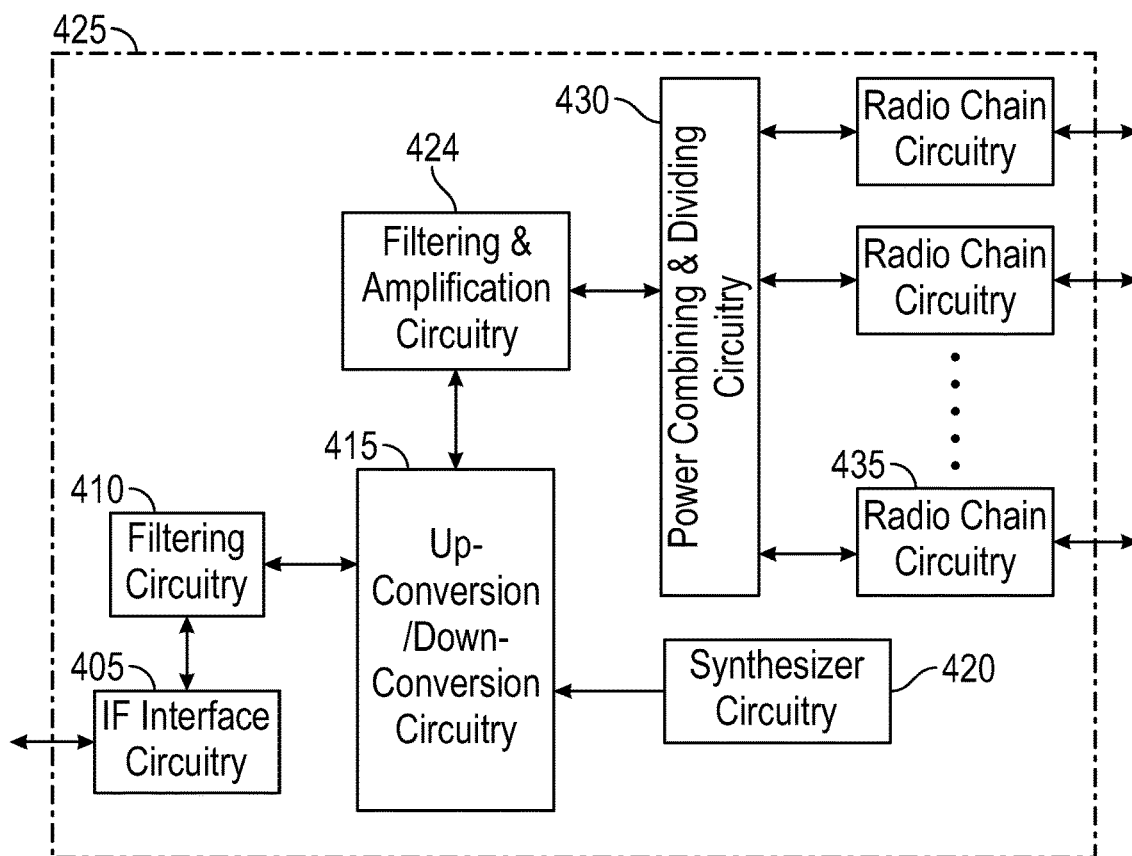 425
430
Radio Chain
Circuitry
424
Filtering &
Amplification
Circuitry
Power Combining & Dividing
Circuitry
Radio Chain
Circuitry
415
435
Radio Chain
Circuitry
410
Filtering
Circuitry
Up-
Conversion
/Down-
Conversion
Circuitry
405
IF Interface
Circuitry
Synthesizer
Circuitry
420